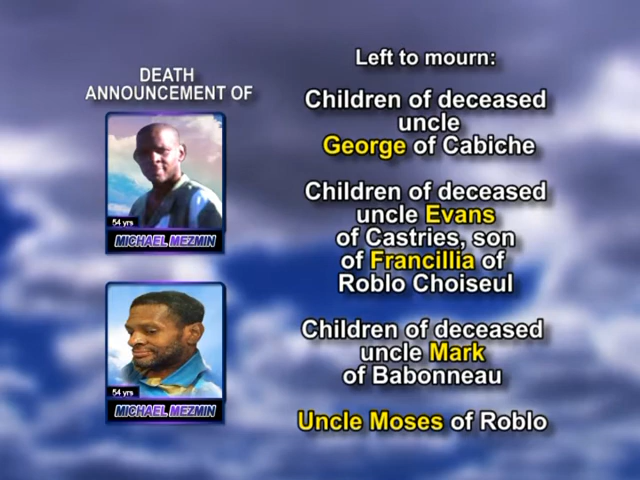 DEATH
ANNOUNCEMENT OF
54 yrs
MICHAEL MEZMIN
54 yrs
MICHAEL MEZMIN
Left to mourn:
Children of deceased
uncle
George of Cabiche
Children of deceased
uncle Evans
of Castries, son
of Francillia of
Roblo Choiseul
Children of deceased
uncle Mark
of Babonneau
Uncle Moses of Roblo